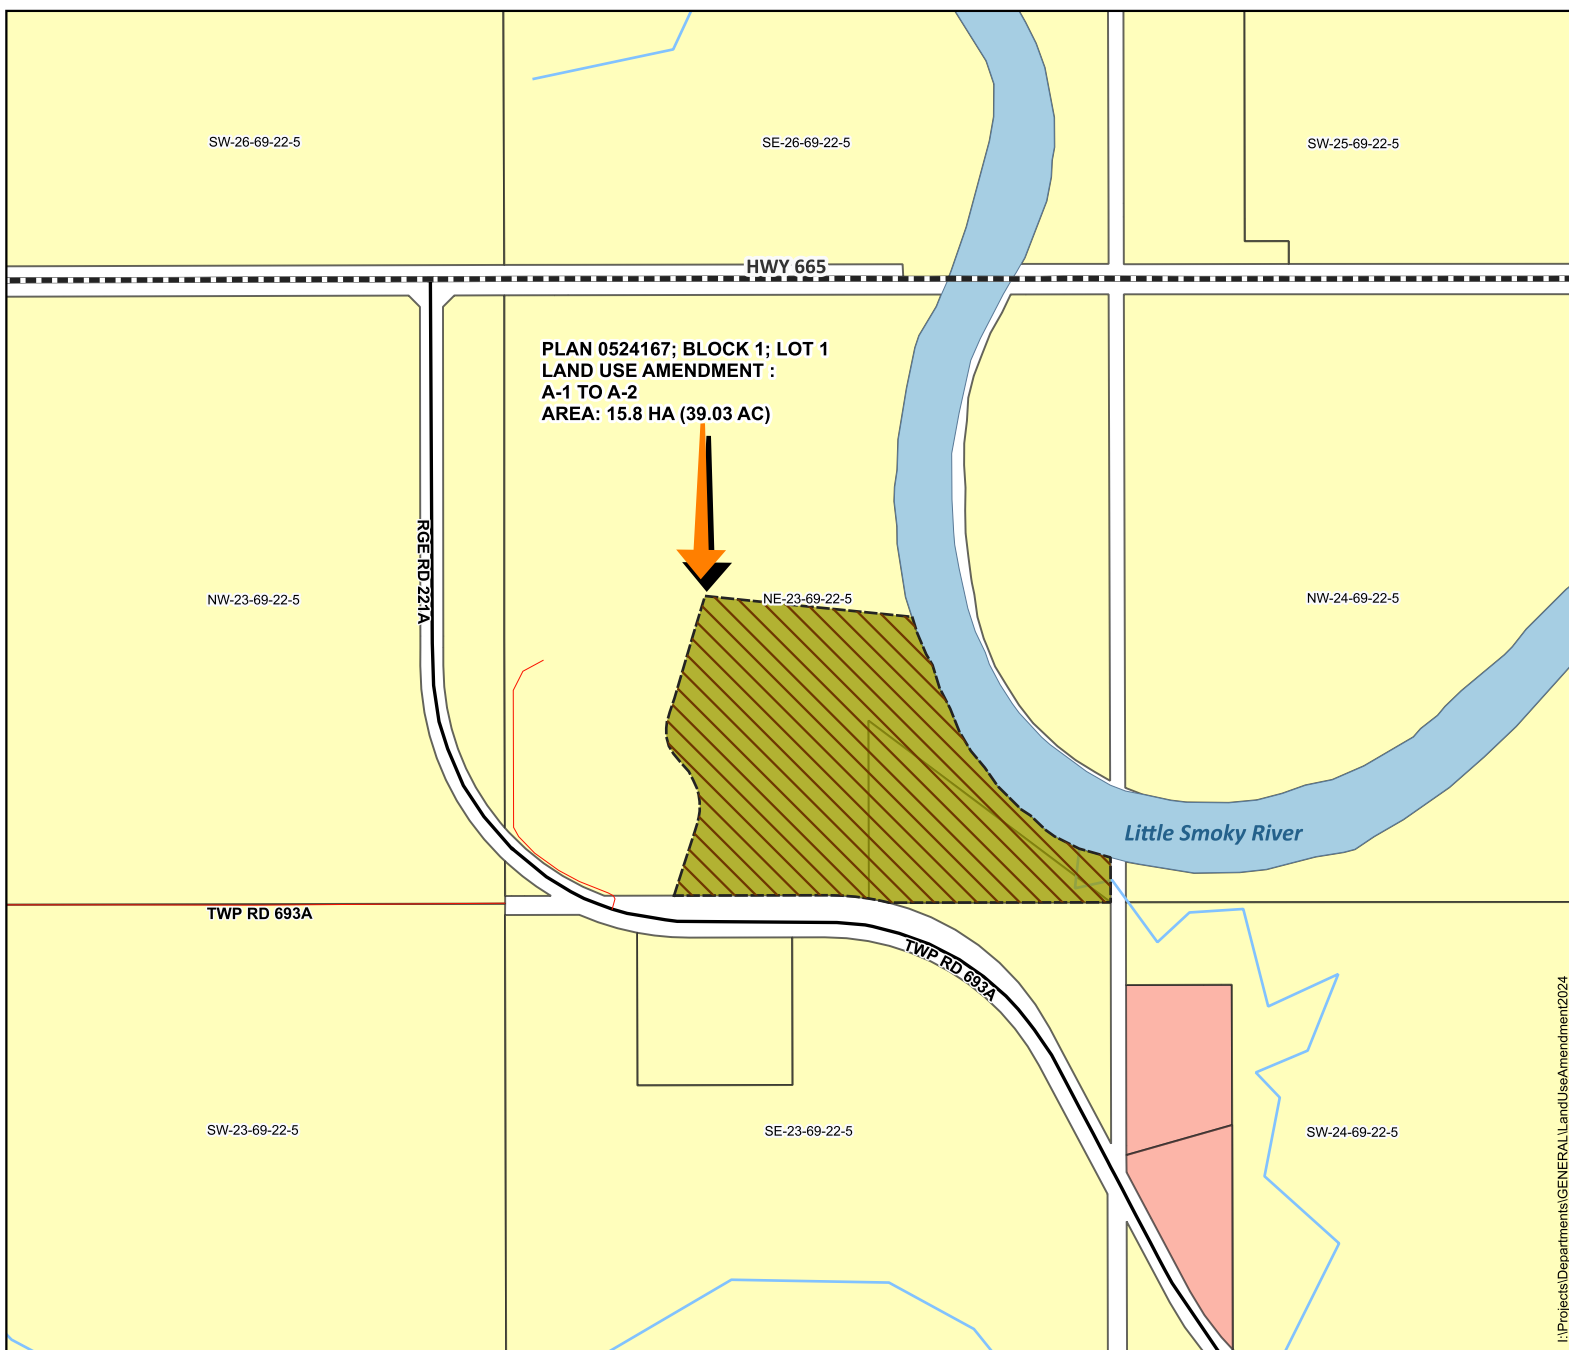 SW-26-69-22-5
SE-26-69-22-5
SW-25-69-22-5
HWY 665
PLAN 0524167; BLOCK 1; LOT 1
LAND USE AMENDMENT :
A-1 TO A-2
AREA: 15.8 HA (39.03 AC)
RGE RD 221A
NW-23-69-22-5
NE-23-69-22-5
NW-24-69-22-5
Little Smoky River
TWP RD 693A
TWP RD 693A
SW-23-69-22-5
SE-23-69-22-5
SW-24-69-22-5
I:\Projects\Departments\GENERAL\LandUseAmendment2024